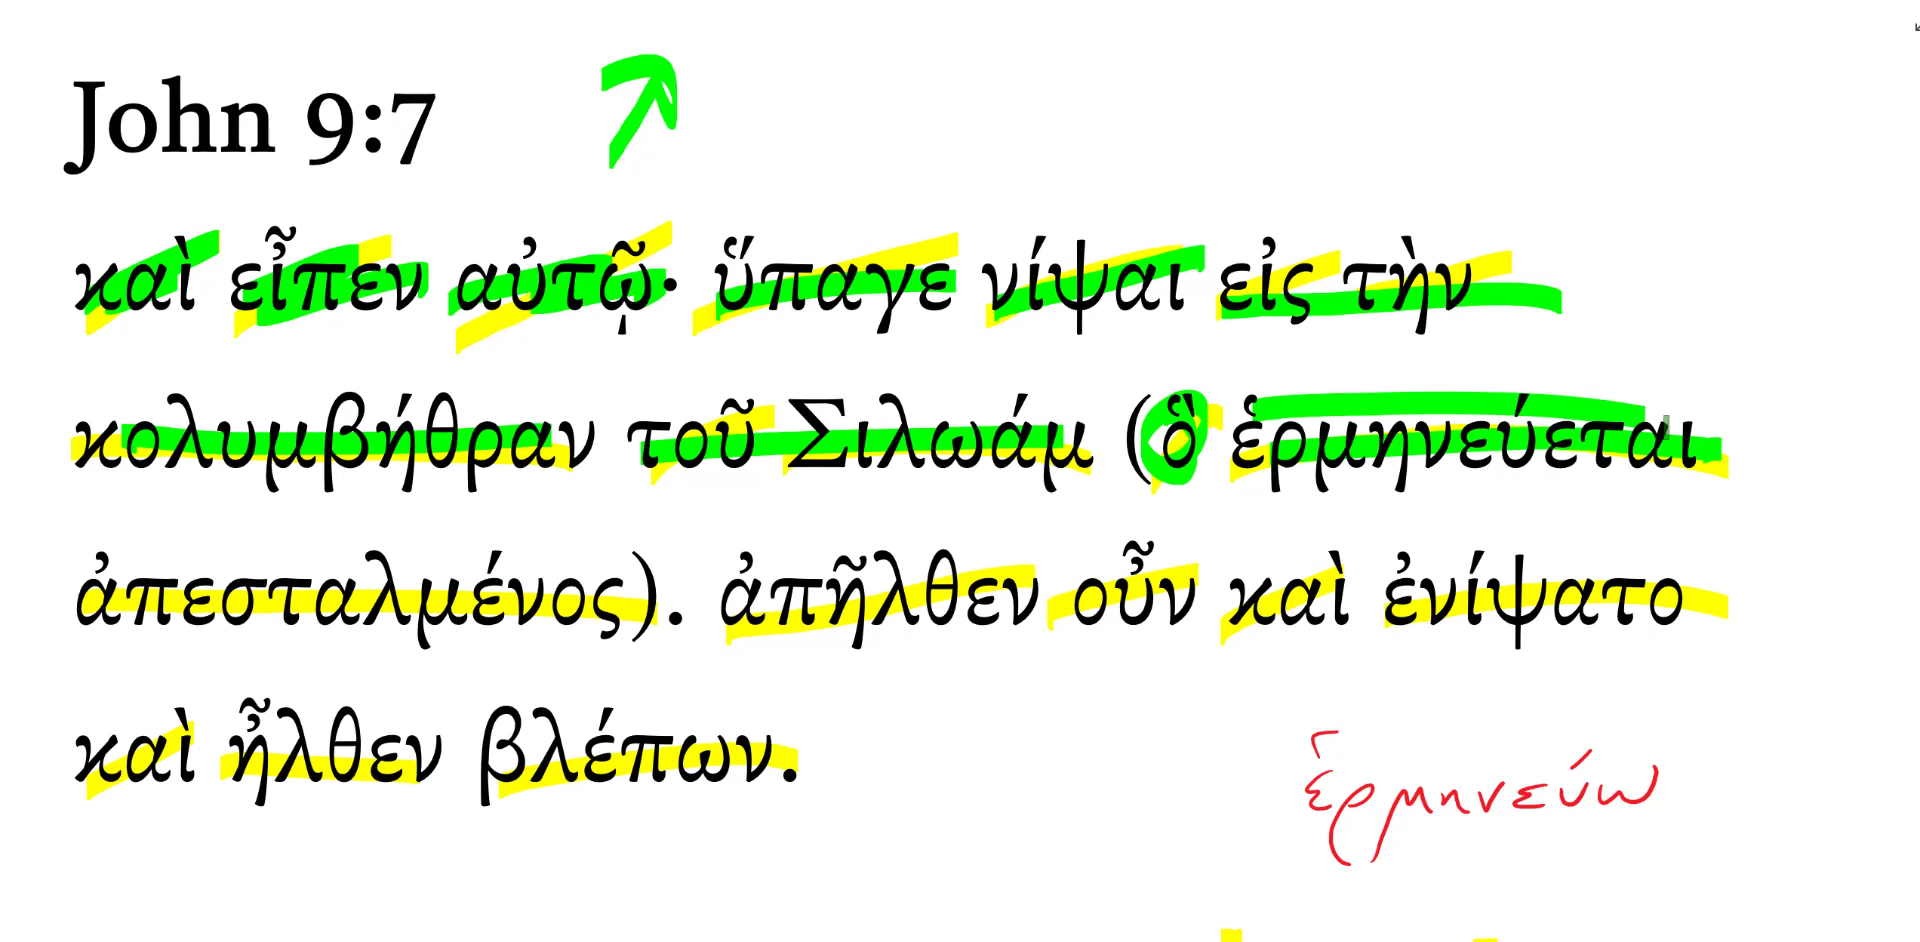 John 9:7
καὶ εἶπεν αὐτῷ· ὕπαγε νίψαι εἰς τὴν
κολυμβήθραν τοῦ Σιλωάμ (ὃ ἑρμηνεύεται
ἀπεσταλμένος). ἀπῆλθεν οὖν καὶ ἐνίψατο
καὶ ἦλθεν βλέπων.
ἑρμηνεύω